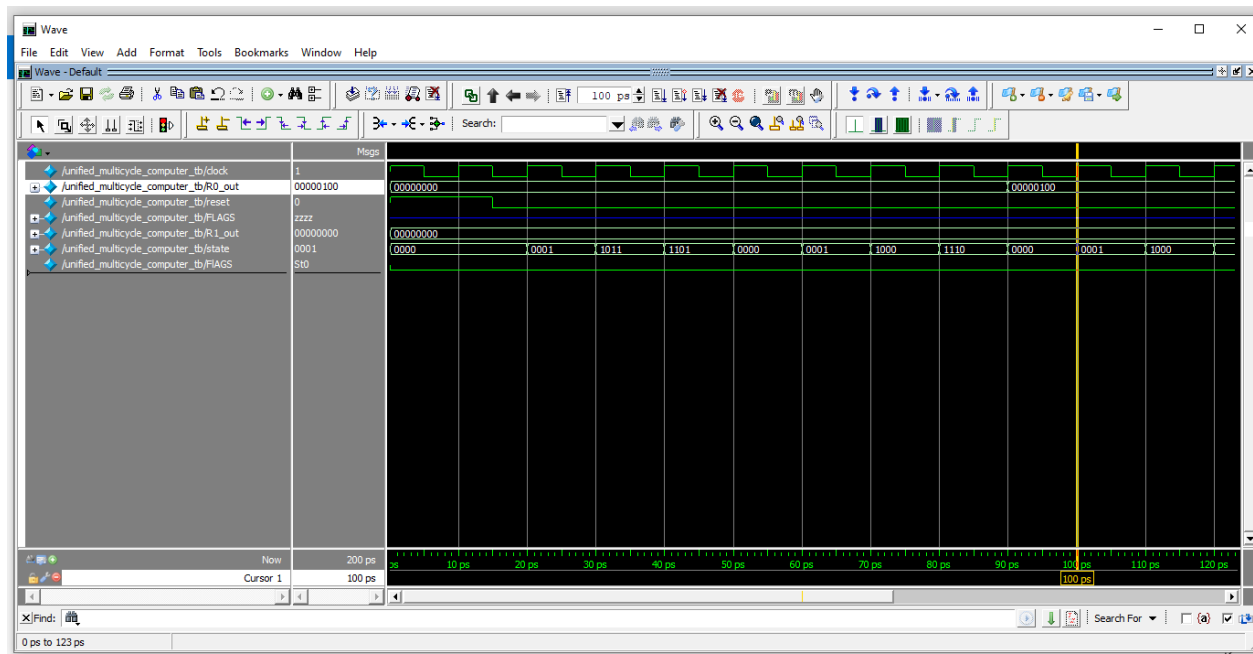 Wave
File Edit View Add Format Tools Bookmarks Window Help
Wave - Default
100 ps
Search:
Msgs
/unified_multicycle_computer_tb/clock 1
/unified_multicycle_computer_tb/R0_out 00000100 00000000 00000100
/unified_multicycle_computer_tb/reset 0
/unified_multicycle_computer_tb/FLAGS zzzz
/unified_multicycle_computer_tb/R1_out 00000000 00000000
/unified_multicycle_computer_tb/state 0001 0000 0001 1011 1101 0000 0001 1000 1110 0000 0001 1000
/unified_multicycle_computer_tb/FlAGS St0
Now 200 ps ps 10 ps 20 ps 30 ps 40 ps 50 ps 60 ps 70 ps 80 ps 90 ps 100 ps 110 ps 120 ps
Cursor 1 100 ps 100 ps
Find: Search For {a}
0 ps to 123 ps